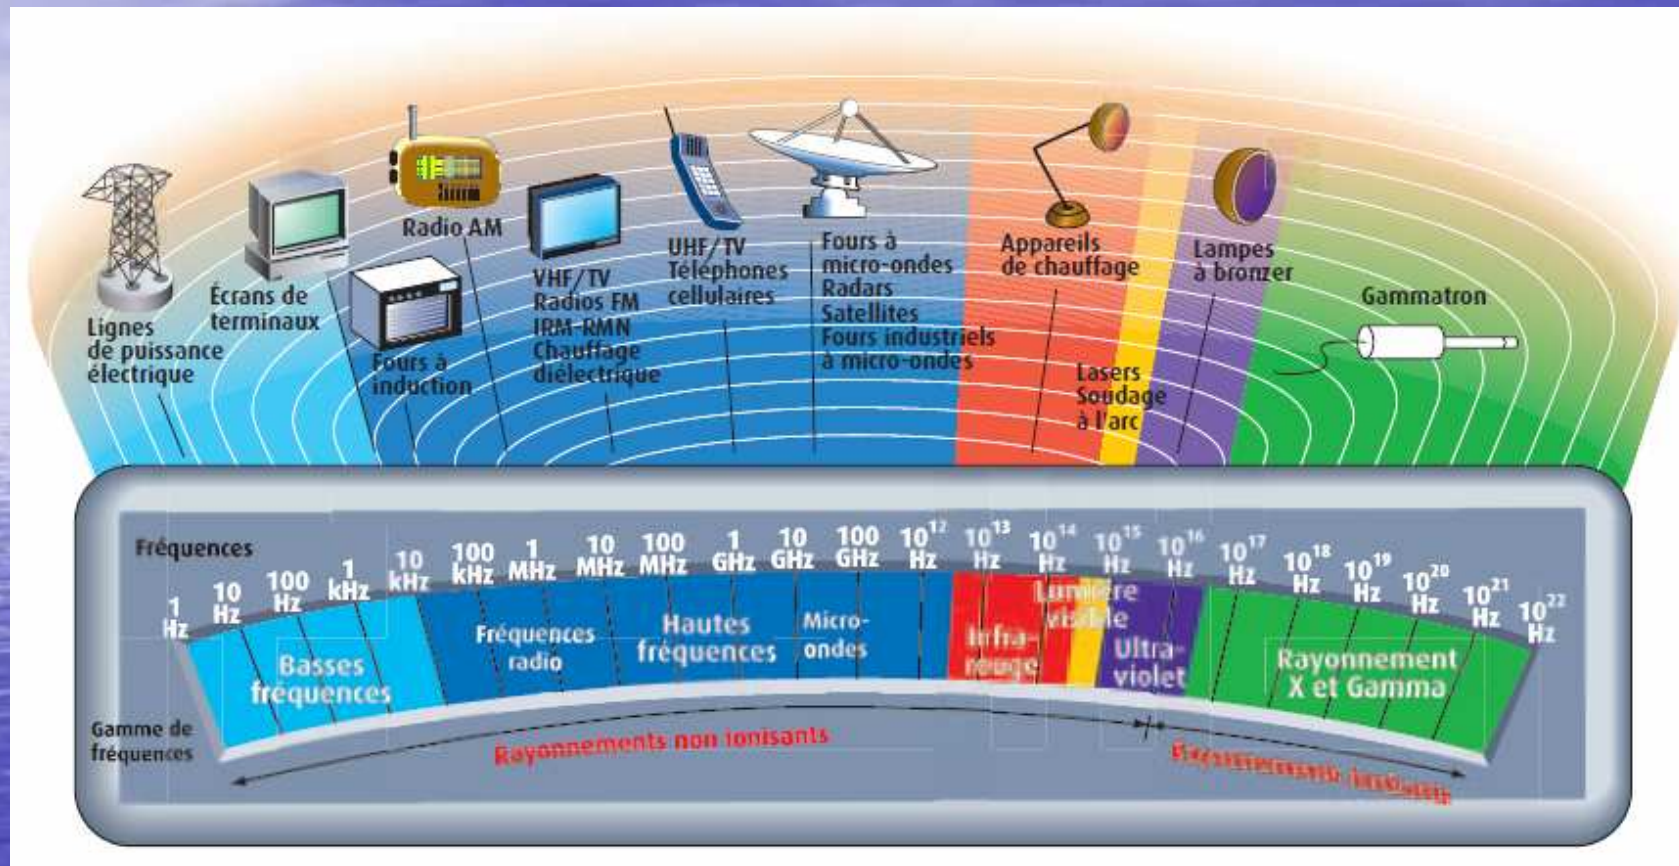 Lignes
de puissance
électrique
Écrans de
terminaux
Radio AM
Fours à
induction
VHF/TV
Radios FM
IRM-RMN
Chauffage
diélectrique
UHF/TV
Téléphones
cellulaires
Fours à
micro-ondes
Radars
Satellites
Fours industriels
à micro-ondes
Appareils
de chauffage
Lasers
Soudage
à l'arc
Lampes
à bronzer
Gammatron
Fréquences
1 Hz
10 Hz
100 Hz
1 kHz
10 kHz
100 kHz
1 MHz
10 MHz
100 MHz
1 GHz
10 GHz
100 GHz
10¹² Hz
10¹³ Hz
10¹⁴ Hz
10¹⁵ Hz
10¹⁶ Hz
10¹⁷ Hz
10¹⁸ Hz
10¹⁹ Hz
10²⁰ Hz
10²¹ Hz
10²² Hz
Basses
fréquences
Fréquences
radio
Hautes
fréquences
Micro-
ondes
Infra-
rouge
Lumière
visible
Ultra-
violet
Rayonnement
X et Gamma
Gamme de
fréquences
Rayonnements non ionisants
Rayonnements ionisants